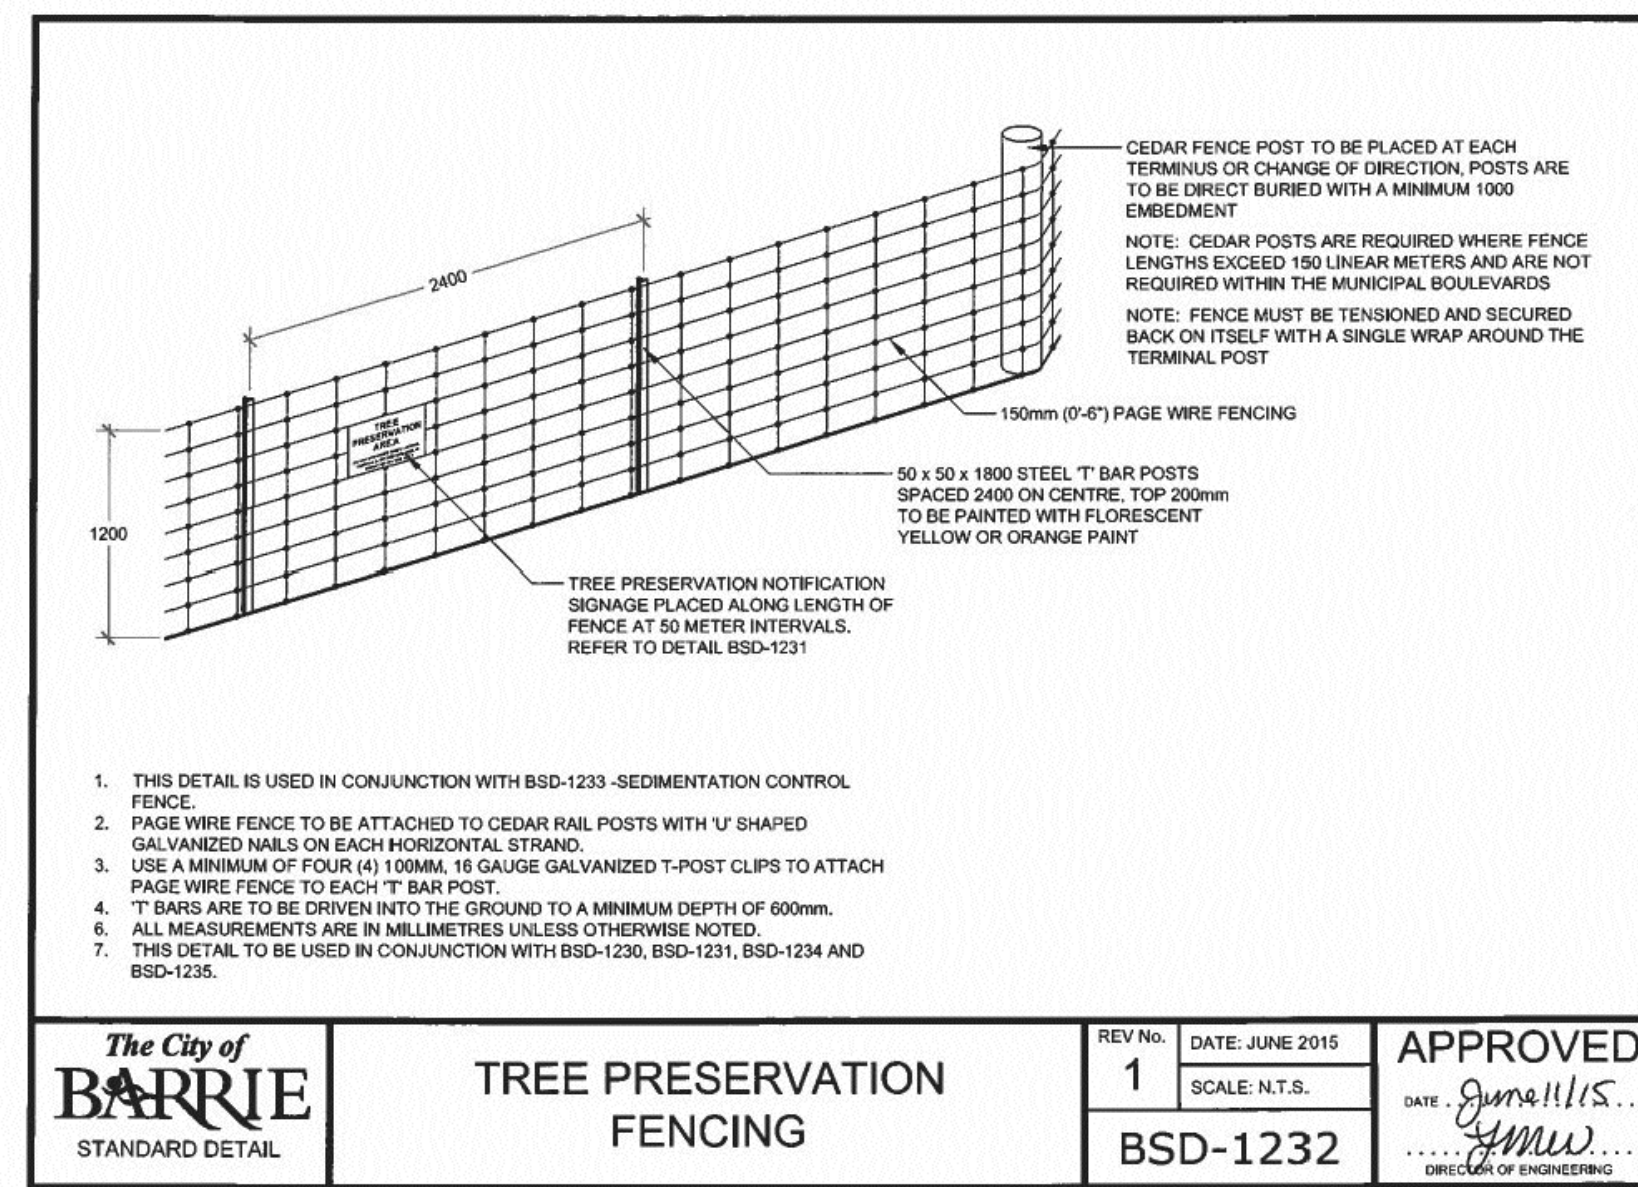 CEDAR FENCE POST TO BE PLACED AT EACH
TERMINUS OR CHANGE OF DIRECTION, POSTS ARE
TO BE DIRECT BURIED WITH A MINIMUM 1000
EMBEDMENT
NOTE: CEDAR POSTS ARE REQUIRED WHERE FENCE
LENGTHS EXCEED 150 LINEAR METERS AND ARE NOT
REQUIRED WITHIN THE MUNICIPAL BOULEVARDS
NOTE: FENCE MUST BE TENSIONED AND SECURED
BACK ON ITSELF WITH A SINGLE WRAP AROUND THE
TERMINAL POST
2400
150mm (0'-6") PAGE WIRE FENCING
TREE
PRESERVATION
AREA
50 x 50 x 1800 STEEL 'T' BAR POSTS
SPACED 2400 ON CENTRE, TOP 200mm
TO BE PAINTED WITH FLORESCENT
YELLOW OR ORANGE PAINT
1200
TREE PRESERVATION NOTIFICATION
SIGNAGE PLACED ALONG LENGTH OF
FENCE AT 50 METER INTERVALS.
REFER TO DETAIL BSD-1231
1. THIS DETAIL IS USED IN CONJUNCTION WITH BSD-1233 -SEDIMENTATION CONTROL
FENCE.
2. PAGE WIRE FENCE TO BE ATTACHED TO CEDAR RAIL POSTS WITH 'U' SHAPED
GALVANIZED NAILS ON EACH HORIZONTAL STRAND.
3. USE A MINIMUM OF FOUR (4) 100MM, 16 GAUGE GALVANIZED T-POST CLIPS TO ATTACH
PAGE WIRE FENCE TO EACH 'T' BAR POST.
4. 'T' BARS ARE TO BE DRIVEN INTO THE GROUND TO A MINIMUM DEPTH OF 600mm.
6. ALL MEASUREMENTS ARE IN MILLIMETRES UNLESS OTHERWISE NOTED.
7. THIS DETAIL TO BE USED IN CONJUNCTION WITH BSD-1230, BSD-1231, BSD-1234 AND
BSD-1235.
The City of
BARRIE
STANDARD DETAIL
TREE PRESERVATION
FENCING
REV No.
1
DATE: JUNE 2015
SCALE: N.T.S.
BSD-1232
APPROVED
DATE . June 11/15 . .
DIRECTOR OF ENGINEERING